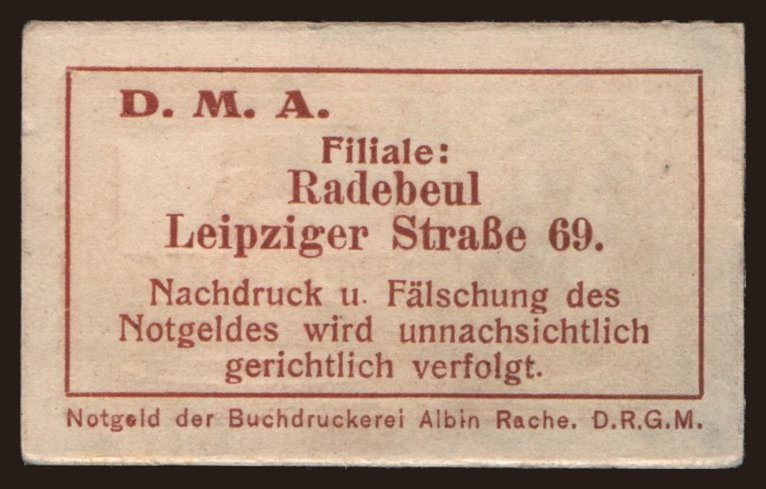 D. M. A.
Filiale:
Radebeul
Leipziger Straße 69.
Nachdruck u. Fälschung des
Notgeldes wird unnachsichtlich
gerichtlich verfolgt.
Notgeld der Buchdruckerei Albin Rache. D.R.G.M.